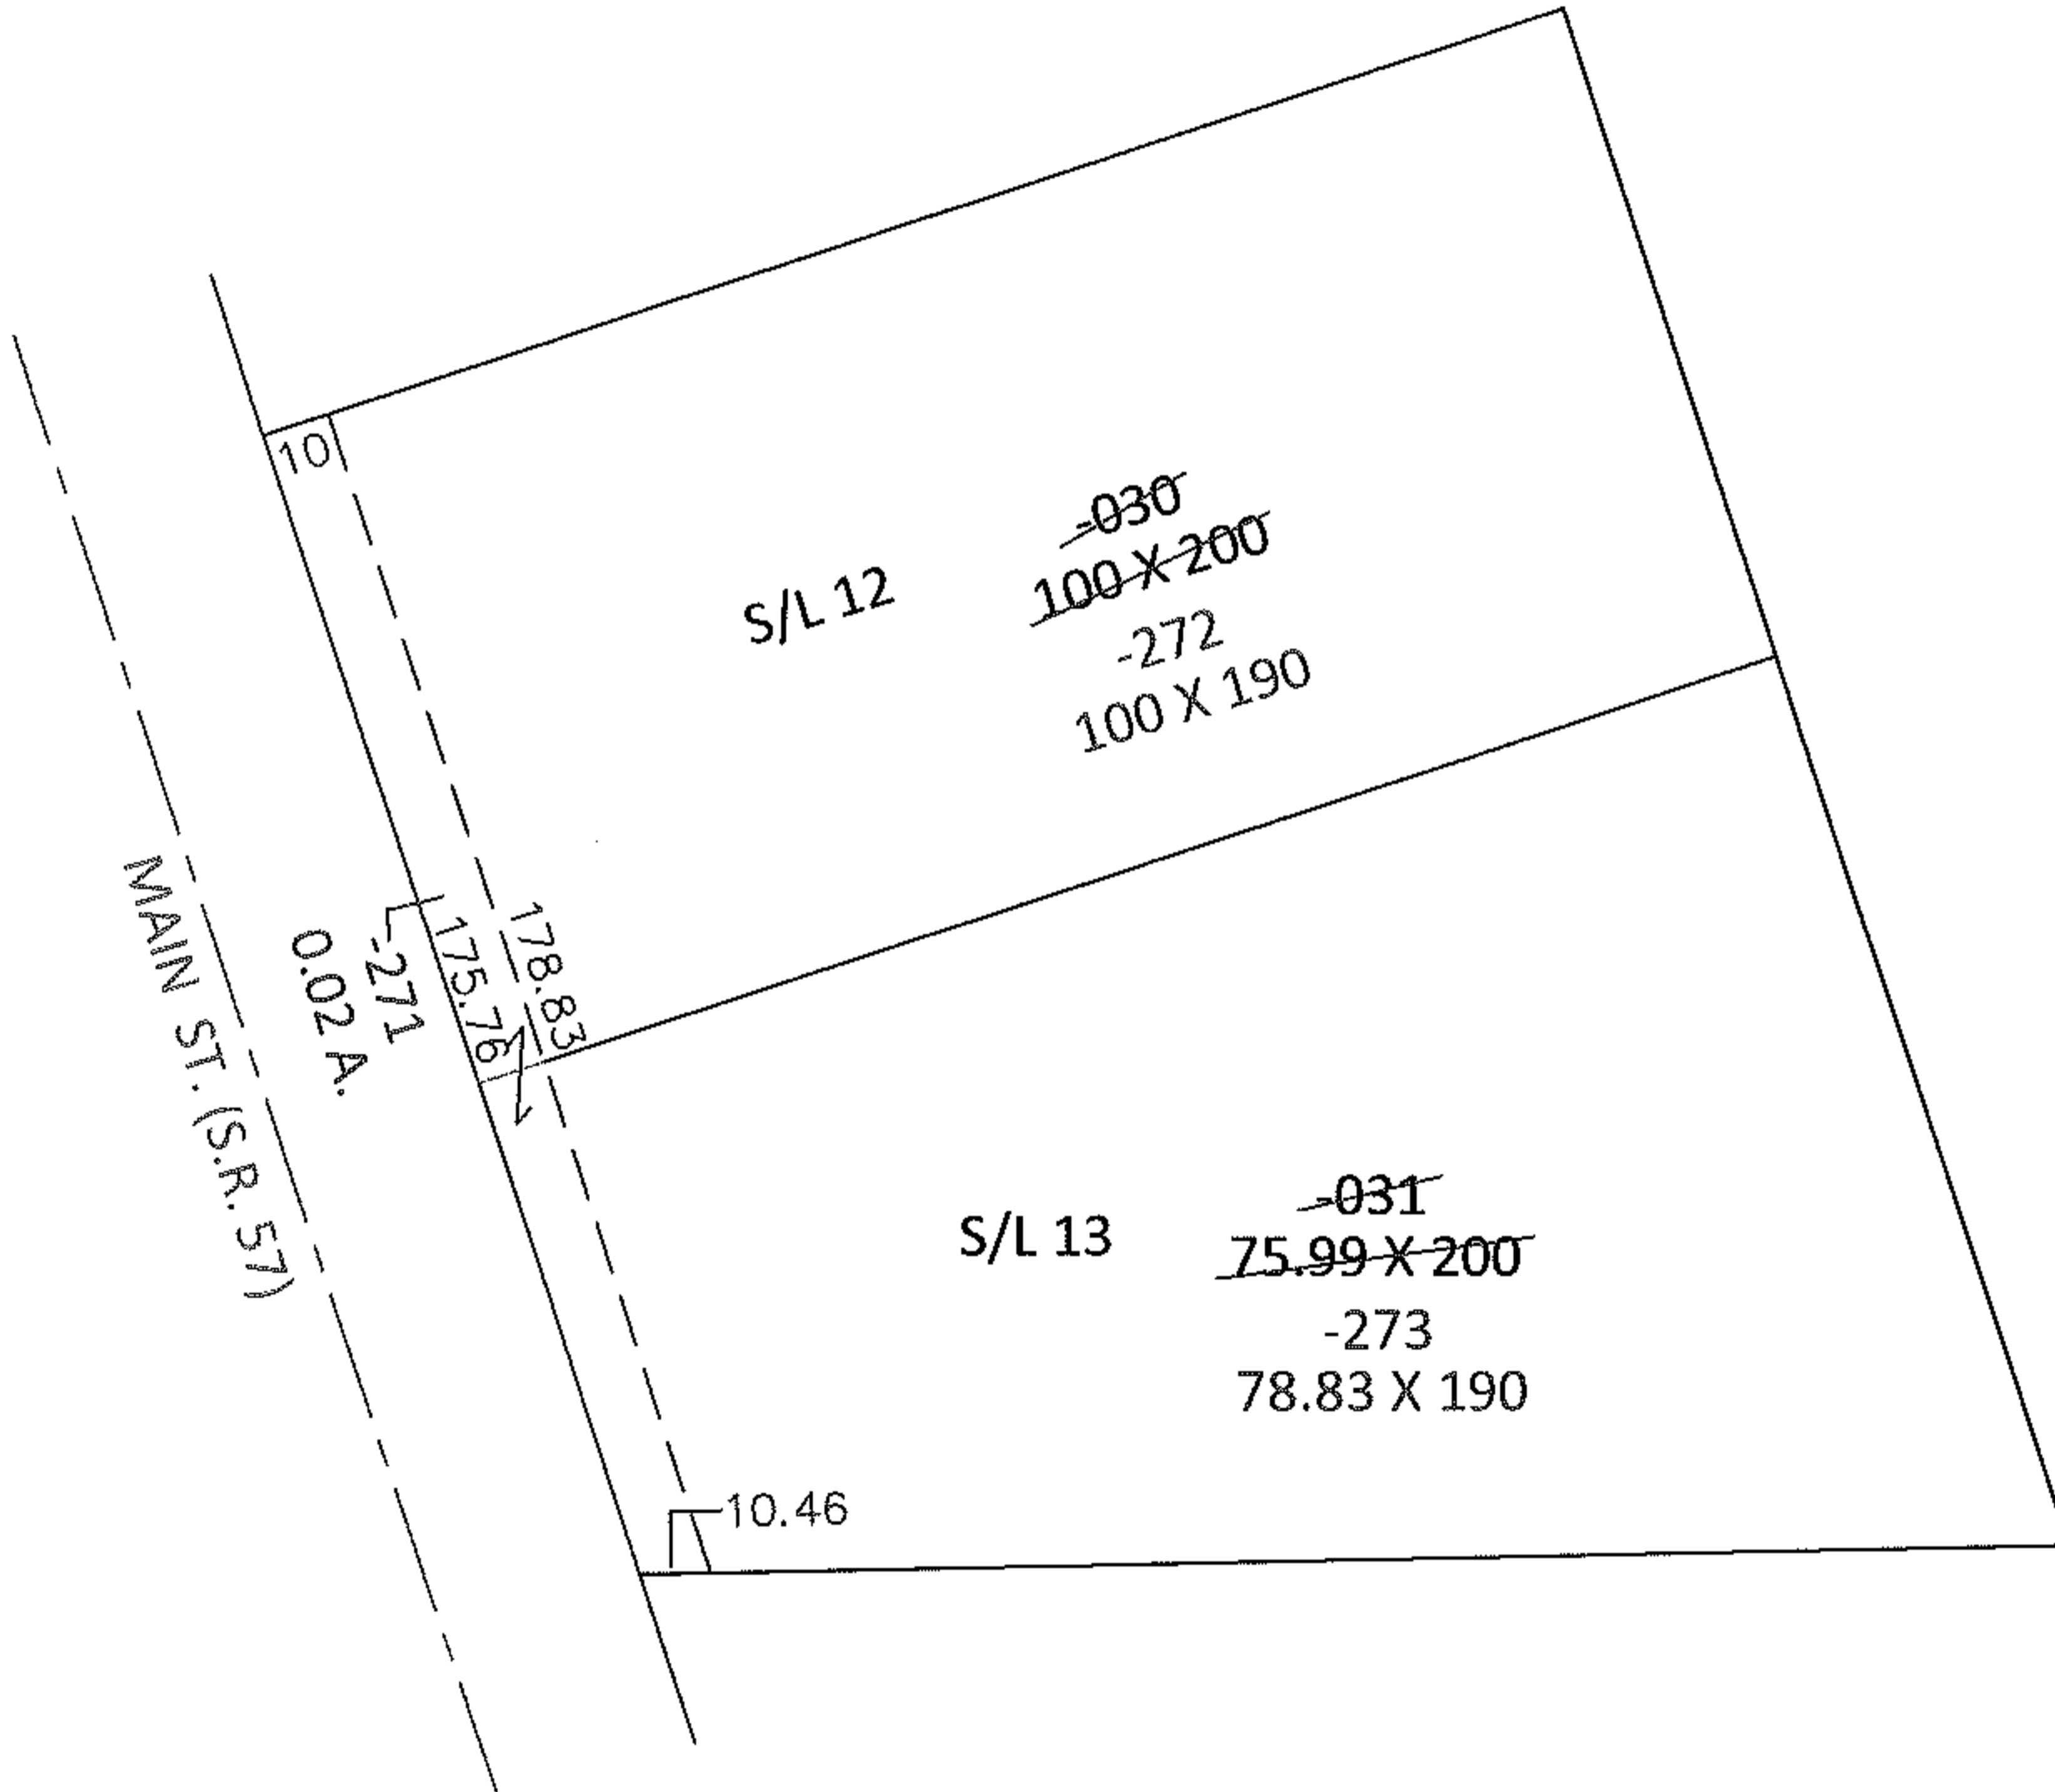 10
-030
100 X 200
S/L 12
-272
100 X 190
178.83
175.76
-271
0.02 A.
MAIN ST. (S.R. 57)
-031
S/L 13
75.99 X 200
-273
78.83 X 190
10.46